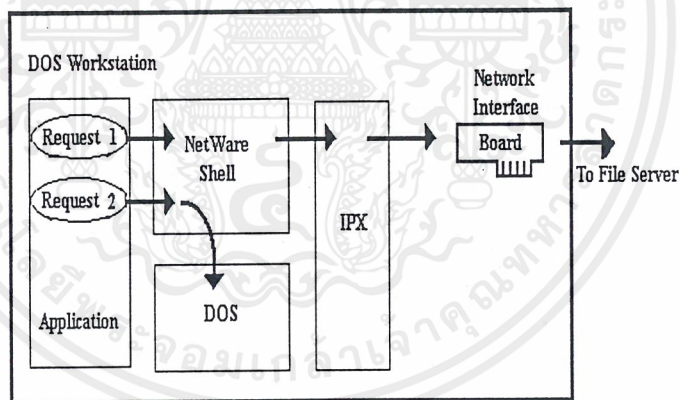 DOS Workstation
Request 1
Request 2
Application
NetWare
Shell
DOS
IPX
Network
Interface
Board
To File Server